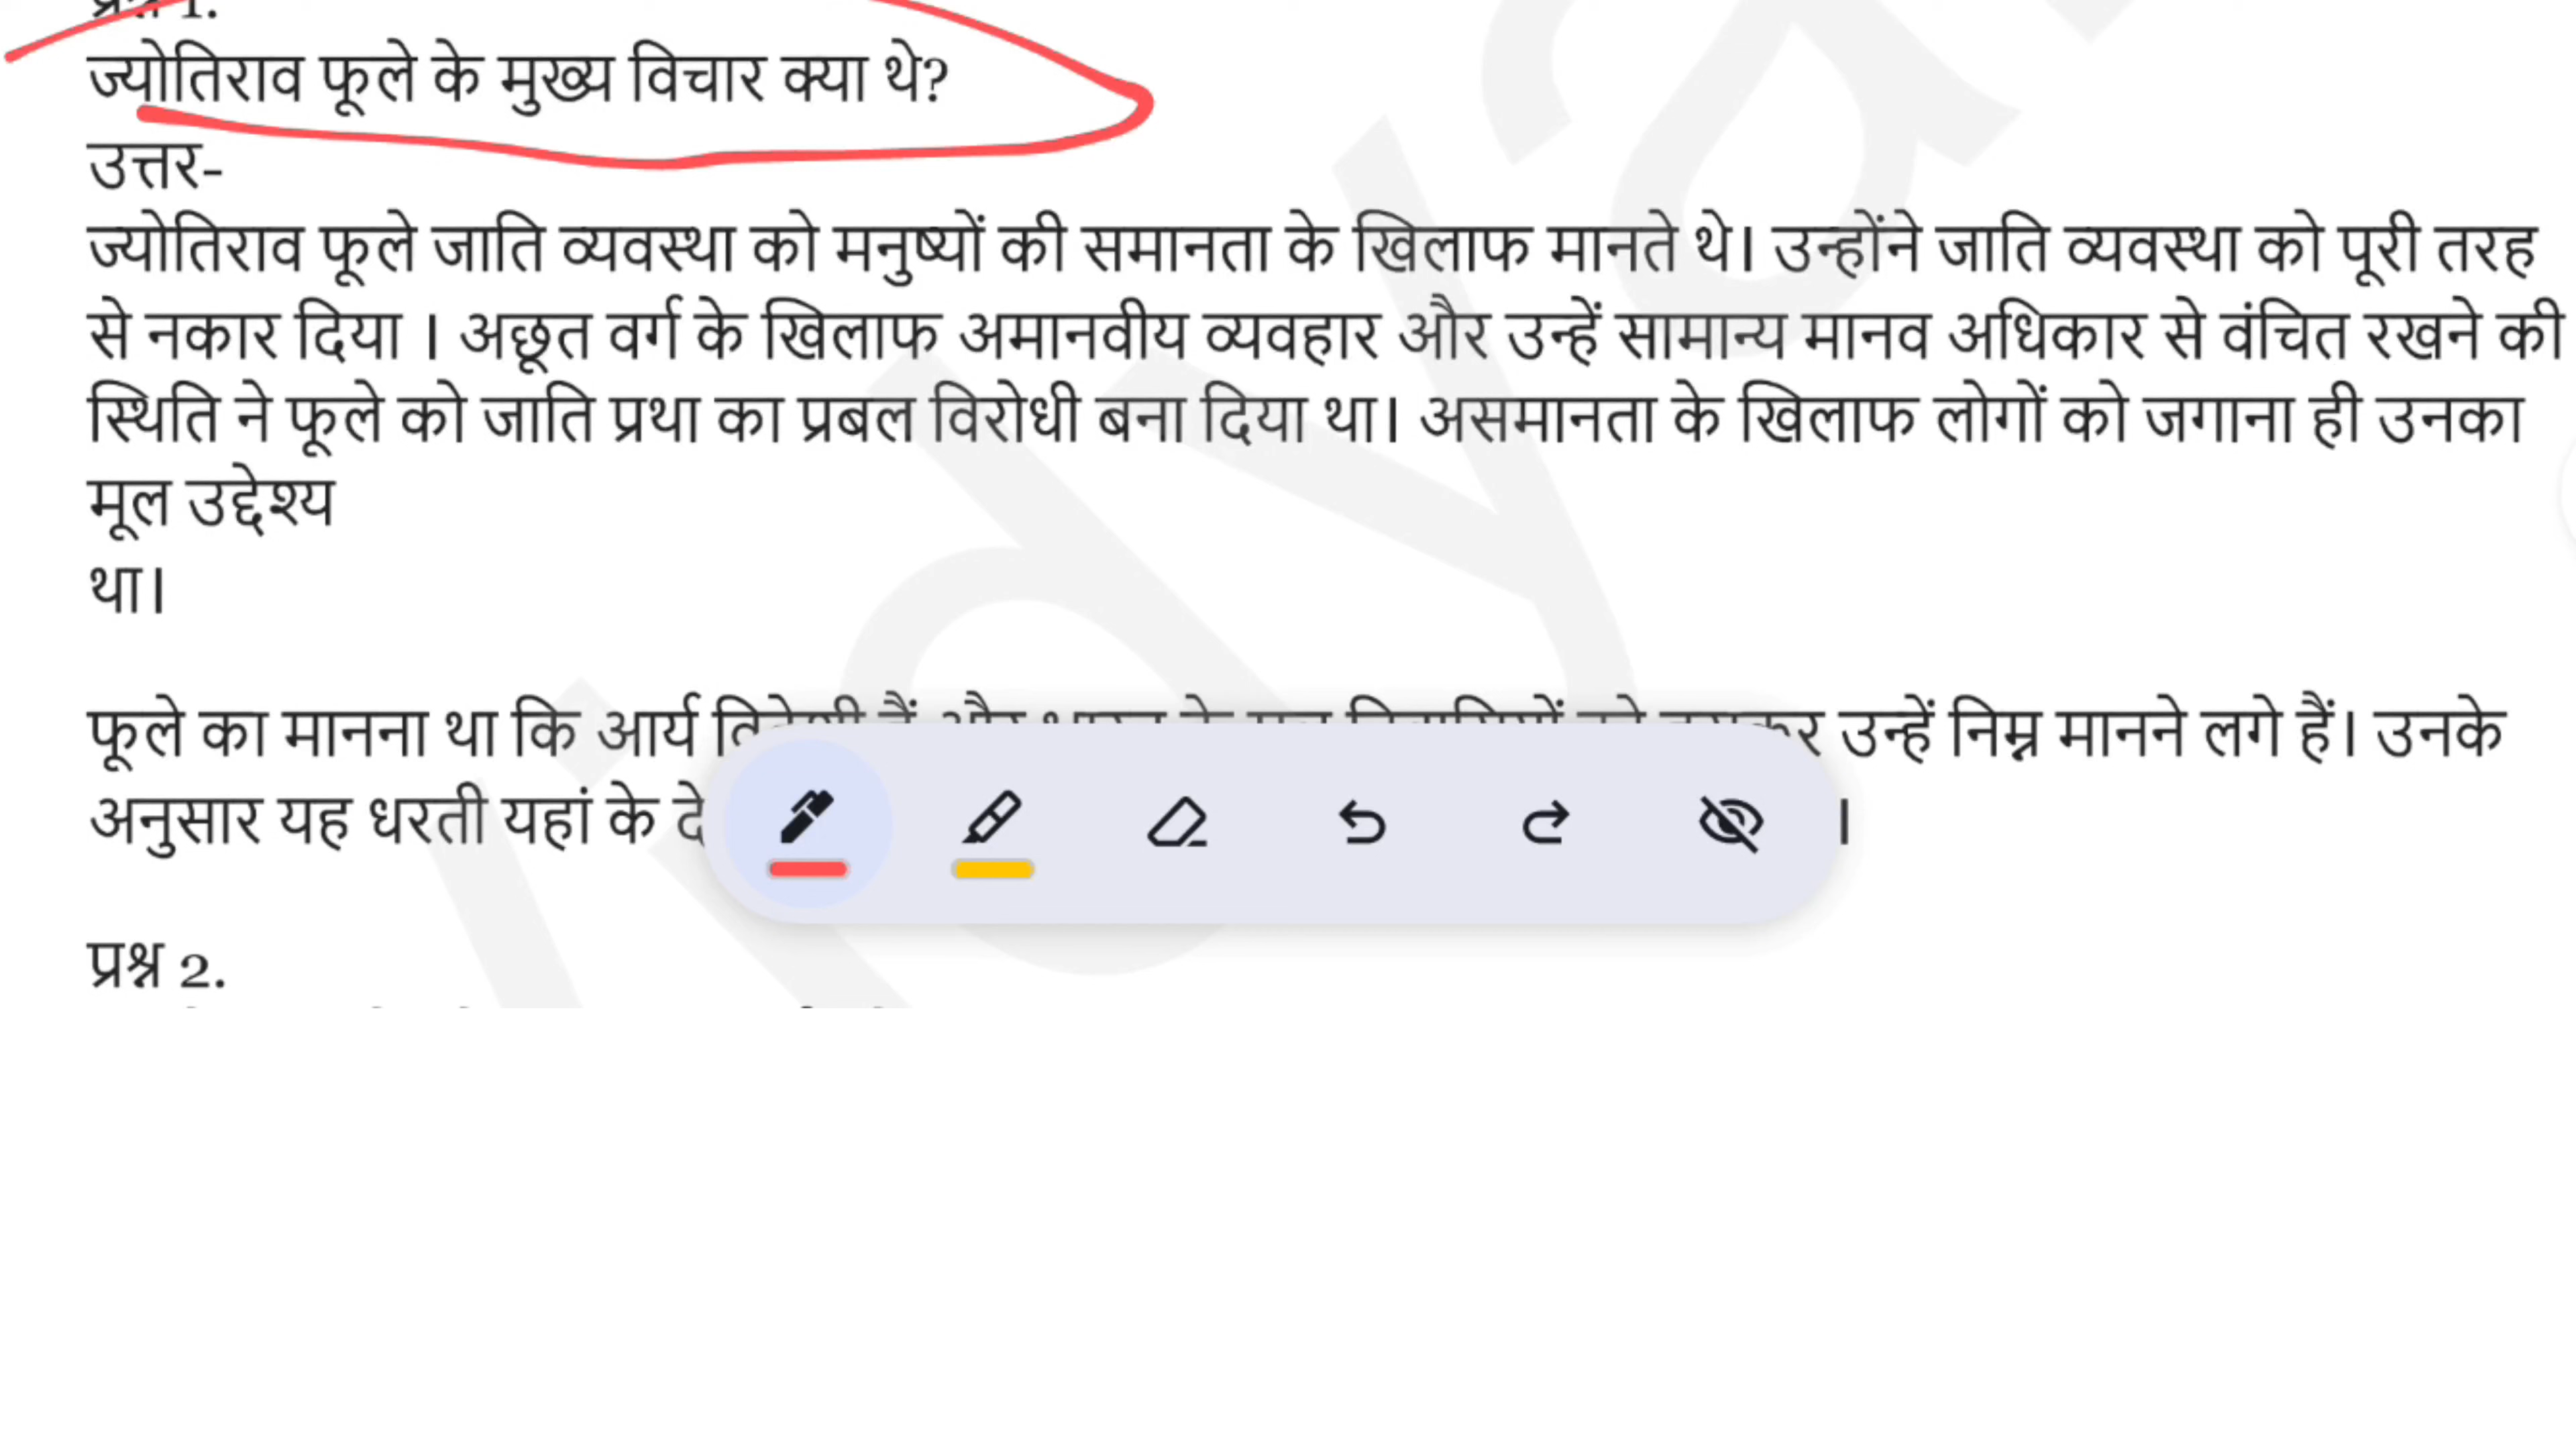 प्रश्न 1.
ज्योतिराव फूले के मुख्य विचार क्या थे?
उत्तर-
ज्योतिराव फूले जाति व्यवस्था को मनुष्यों की समानता के खिलाफ मानते थे। उन्होंने जाति व्यवस्था को पूरी तरह
से नकार दिया । अछूत वर्ग के खिलाफ अमानवीय व्यवहार और उन्हें सामान्य मानव अधिकार से वंचित रखने की
स्थिति ने फूले को जाति प्रथा का प्रबल विरोधी बना दिया था। असमानता के खिलाफ लोगों को जगाना ही उनका
मूल उद्देश्य
था।
फूले का मानना था कि आर्य उन्हें निम्न मानने लगे हैं। उनके
अनुसार यह धरती यहां के ।
प्रश्न 2.